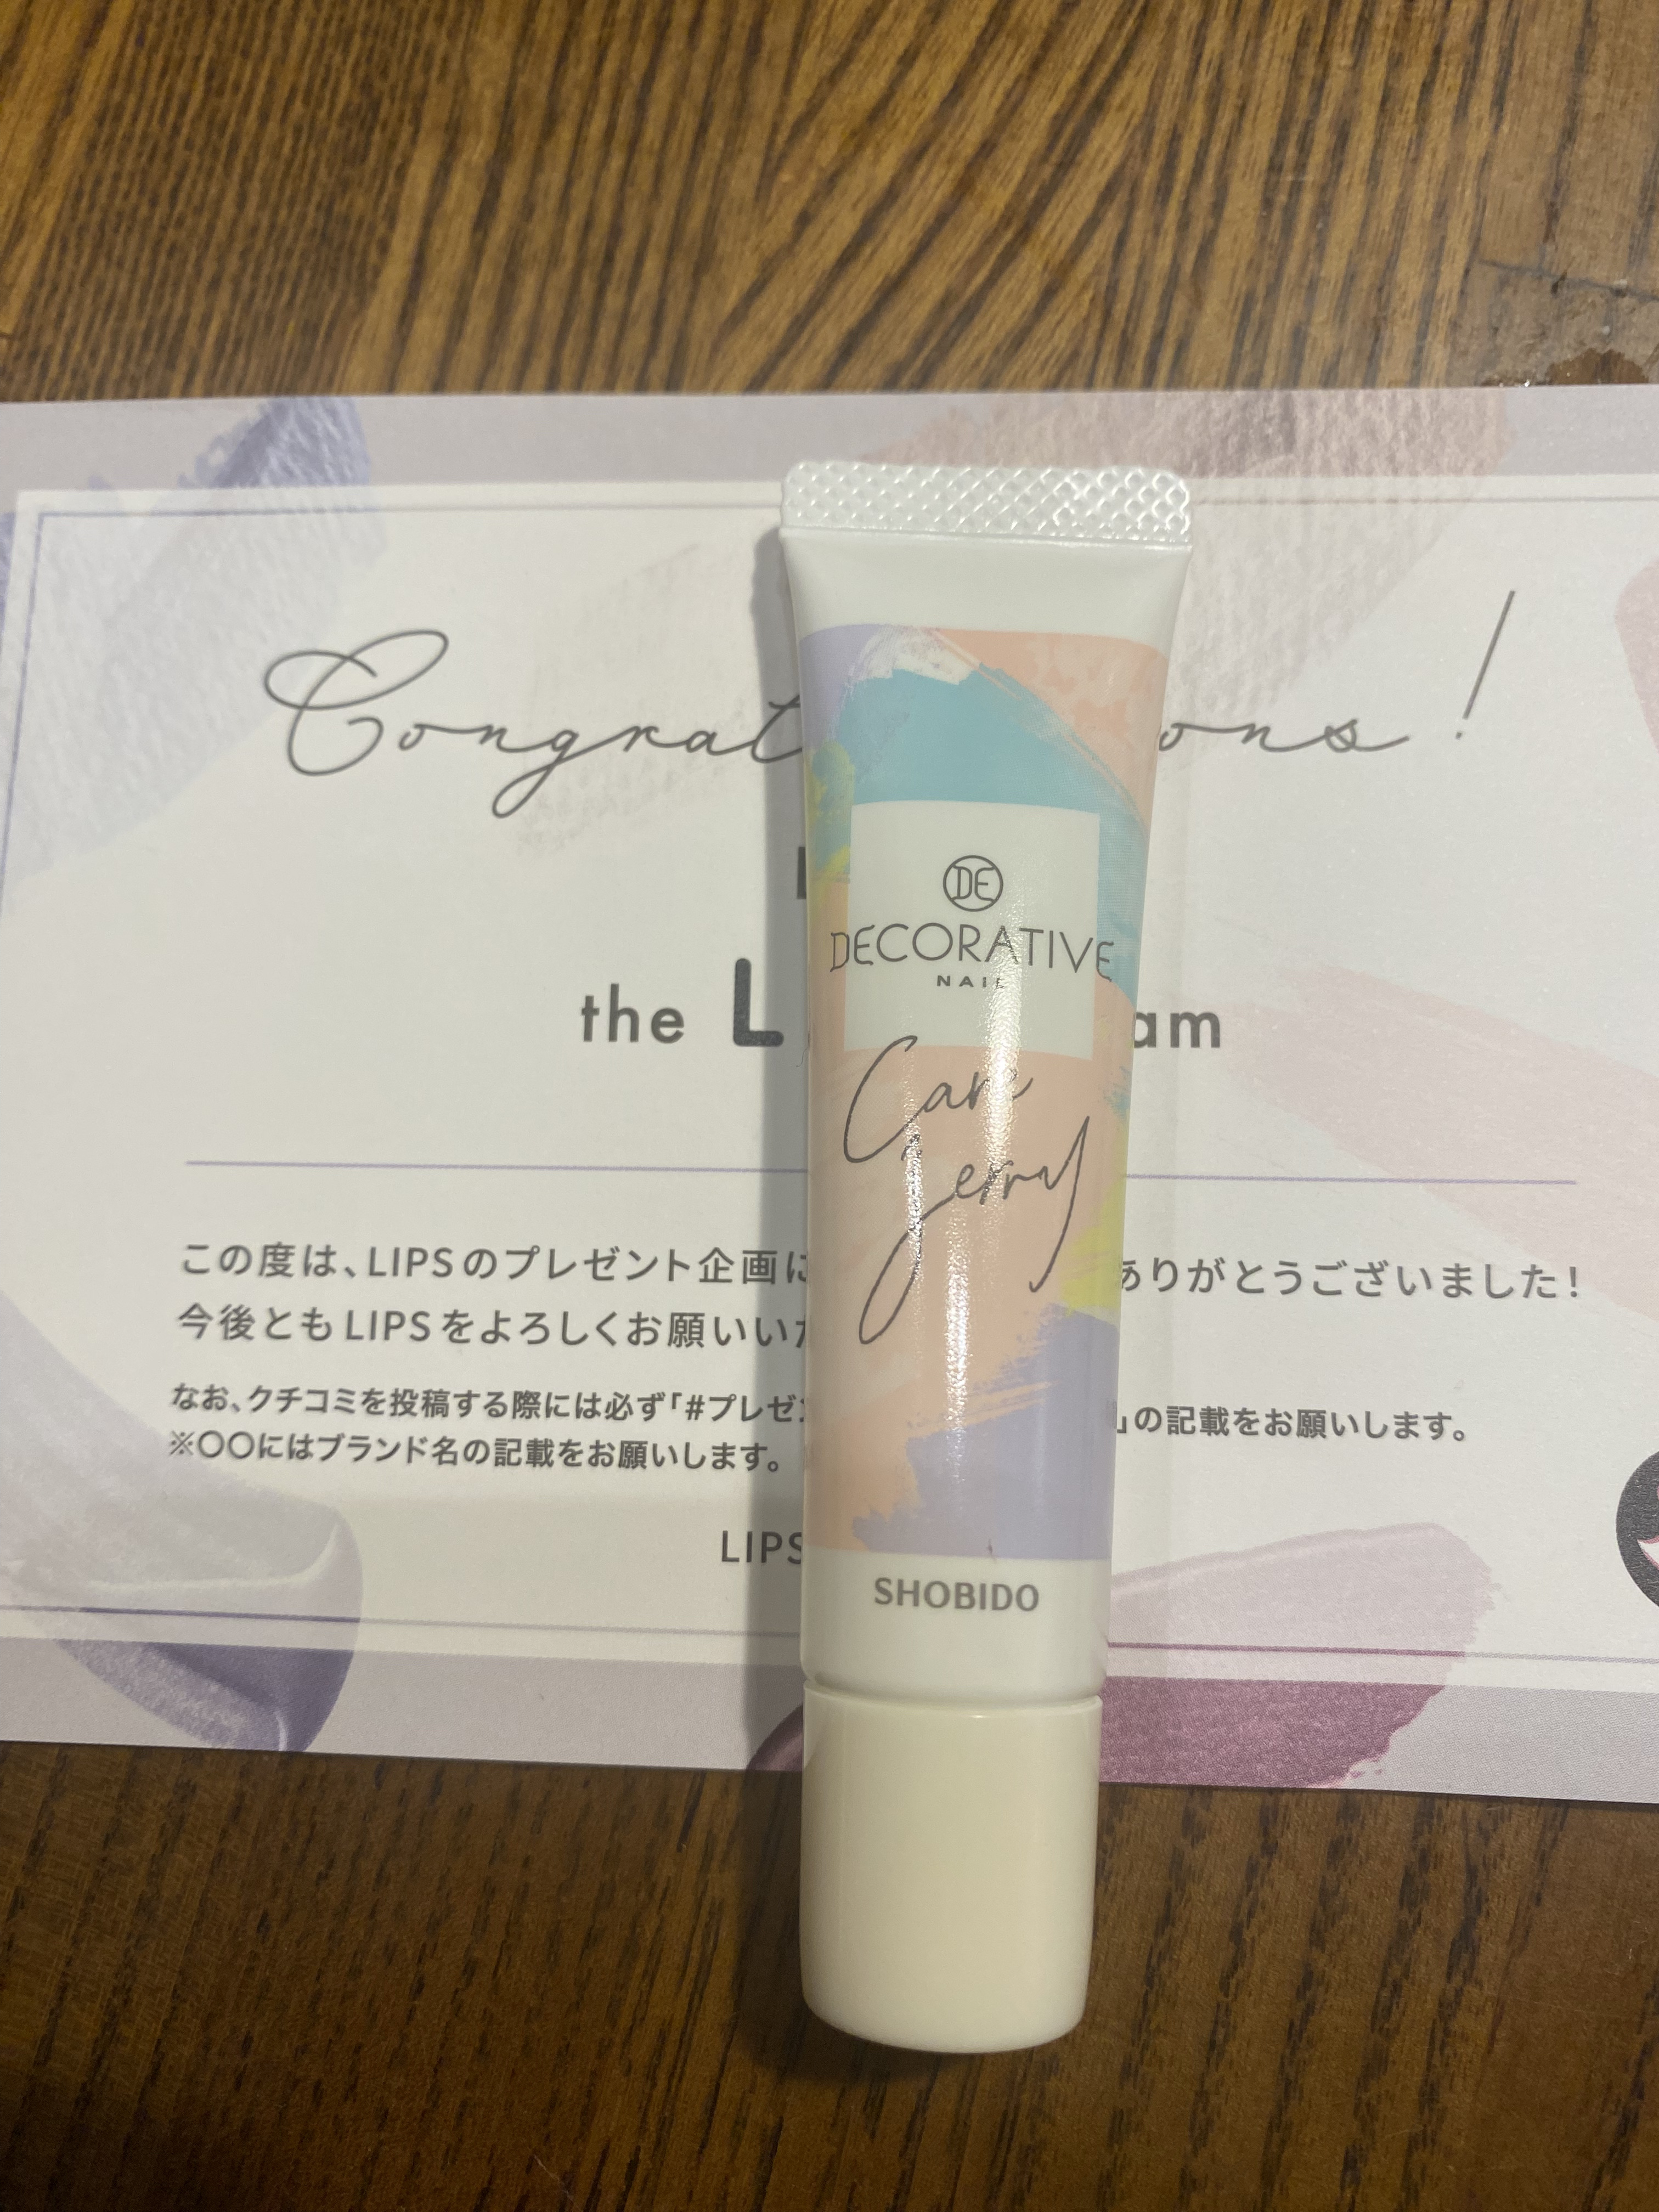 the
am
DE
DECORATIVE
NAIL
Care
Jerry
この度は、LIPSのプレゼント企画に
ありがとうございました!
今後ともLIPSをよろしくお願いいた
なお、クチコミを投稿する際には必ず「#プレゼン
」の記載をお願いします。
※〇〇にはブランド名の記載をお願いします。
LIPS
SHOBIDO